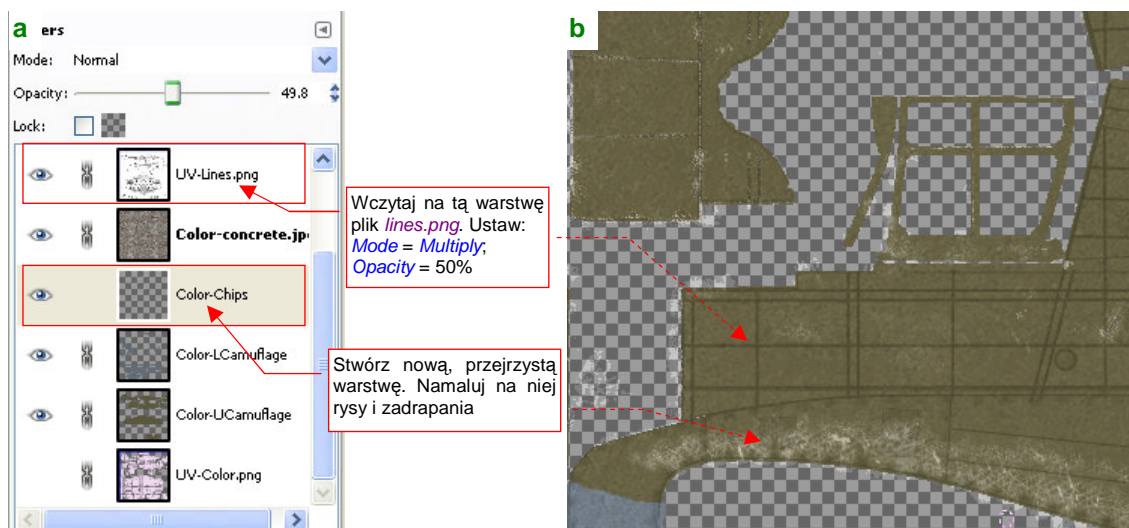 a
ers
Mode: Normal
Opacity: 49.8
Lock:
UV-Lines.png
Color-concrete.jp
Color-Chips
Color-LCamuflage
Color-UCamuflage
UV-Color.png
Wczytaj na tą warstwę
plik lines.png. Ustaw:
Mode = Multiply;
Opacity = 50%
Stwórz nową, przejrzystą
warstwę. Namaluj na niej
rysy i zadrapania
b